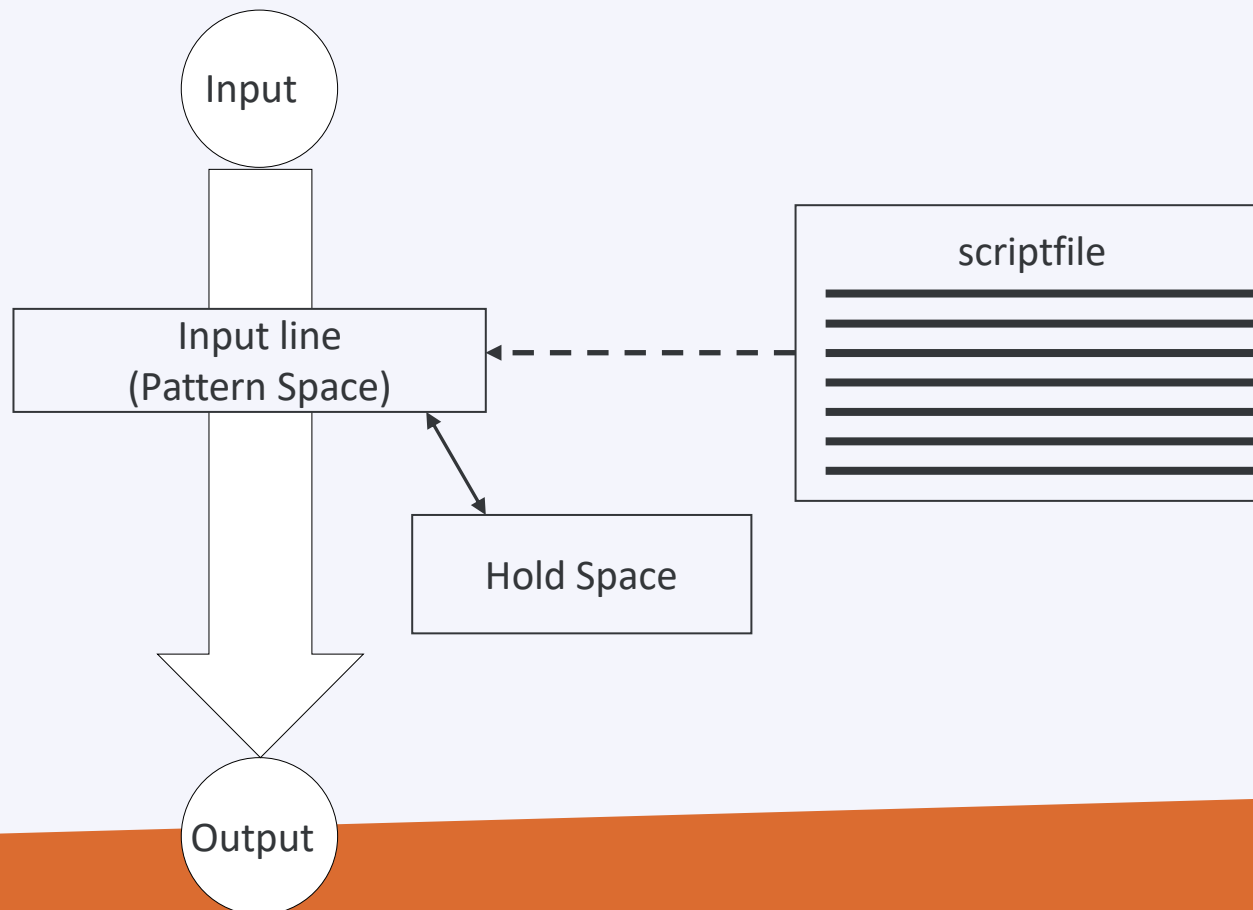 Input
scriptfile
Input line
(Pattern Space)
Hold Space
Output